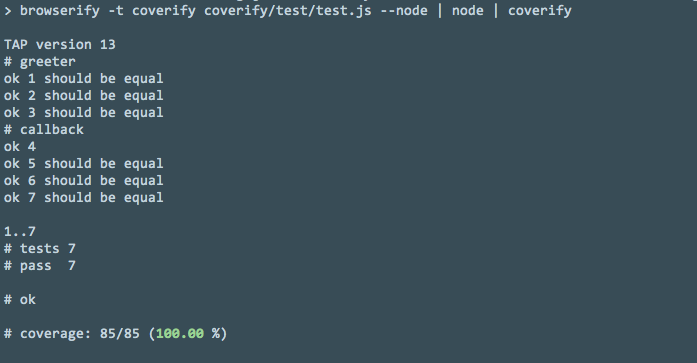 > browserify -t coverify coverify/test/test.js --node | node | coverify
TAP version 13
# greeter
ok 1 should be equal
ok 2 should be equal
ok 3 should be equal
# callback
ok 4
ok 5 should be equal
ok 6 should be equal
ok 7 should be equal
1..7
# tests 7
# pass  7
# ok
# coverage: 85/85 (100.00 %)